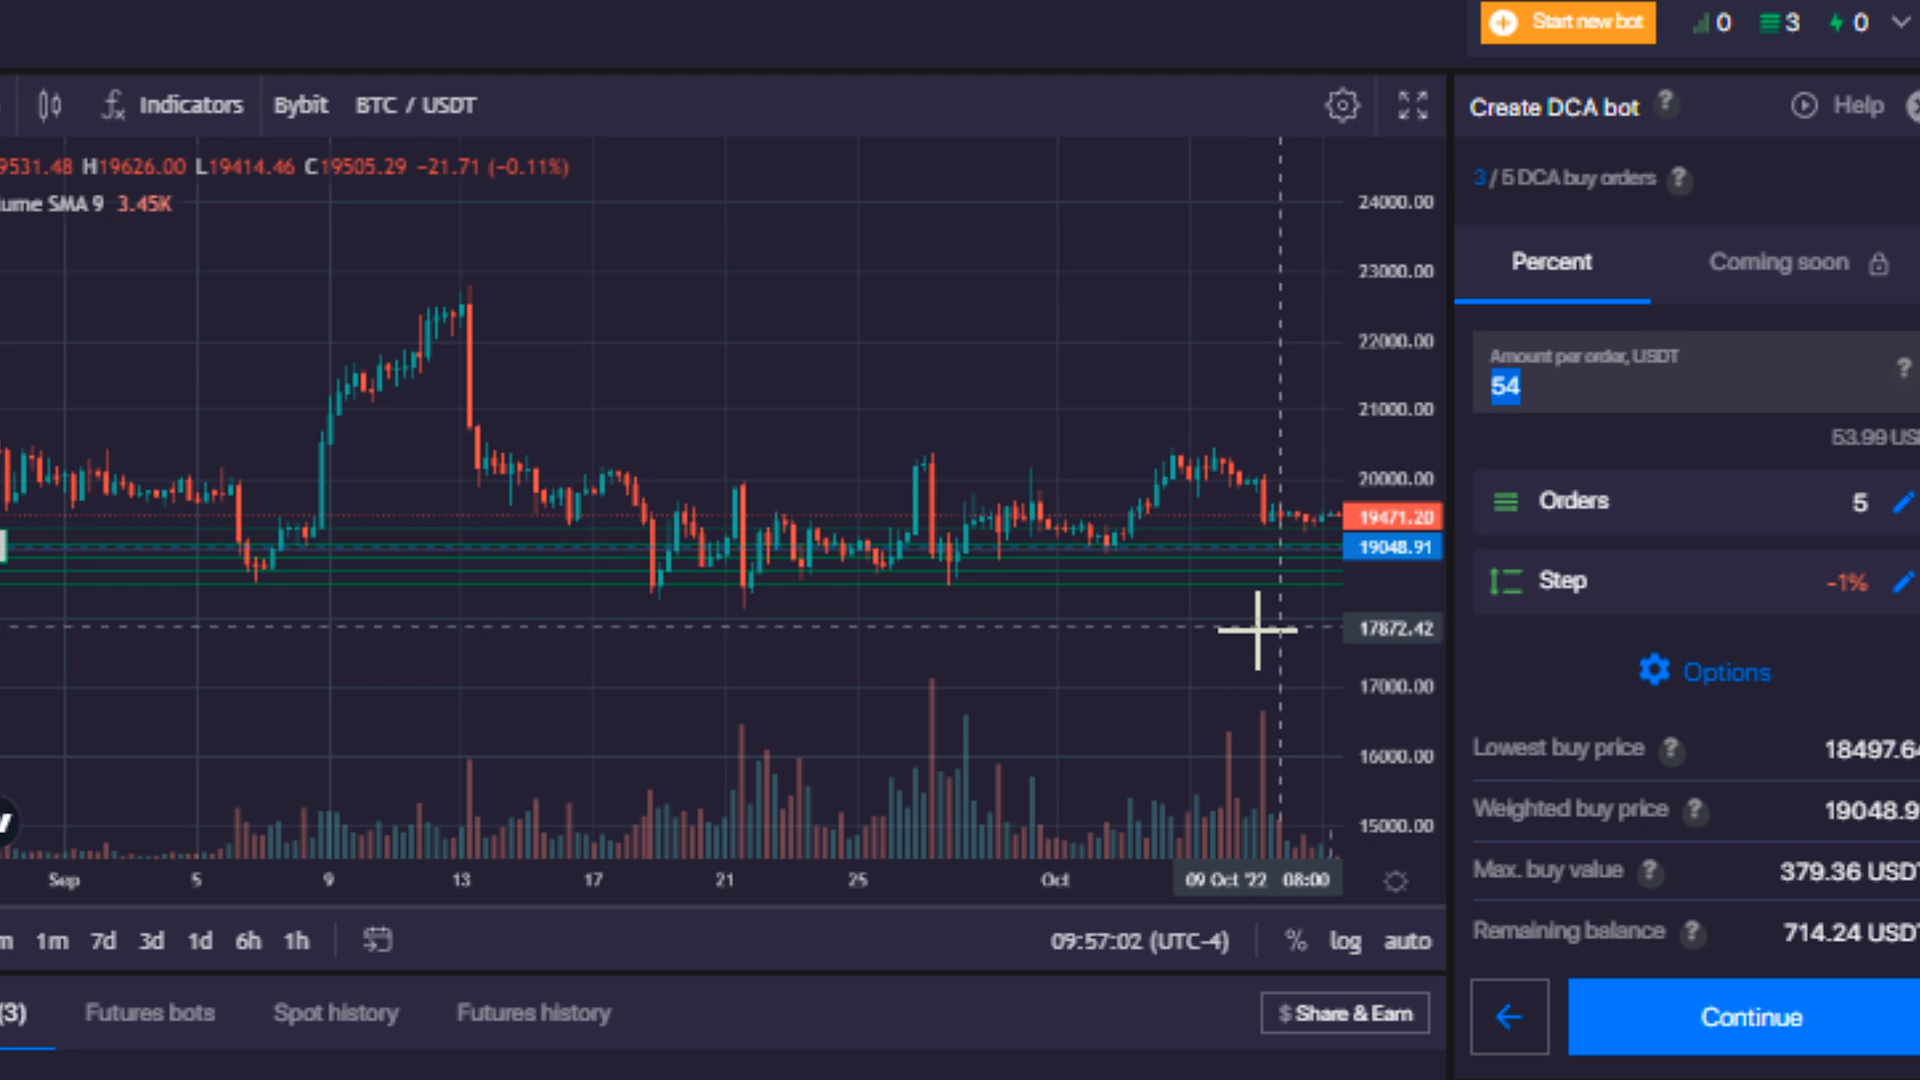 Start new bot 0 3 0
Indicators Bybit BTC / USDT
Create DCA bot ? Help
9531.48 H19626.00 L19414.46 C19505.29 −21.71 (−0.11%)
ume SMA 9 3.45K
3 / 5 DCA buy orders ?
Percent Coming soon
Amount per order, USDT
54 ?
53.99 US
Orders 5
Step -1%
Options
Lowest buy price ? 18497.64
Weighted buy price ? 19048.9
Max. buy value ? 379.36 USDT
Remaining balance ? 714.24 USDT
Continue
24000.00
23000.00
22000.00
21000.00
20000.00
19471.20
19048.91
17872.42
17000.00
16000.00
15000.00
Sep 5 9 13 17 21 25 Oct 09 Oct '22 08:00
m 1m 7d 3d 1d 6h 1h 09:57:02 (UTC-4) % log auto
(3) Futures bots Spot history Futures history $ Share & Earn